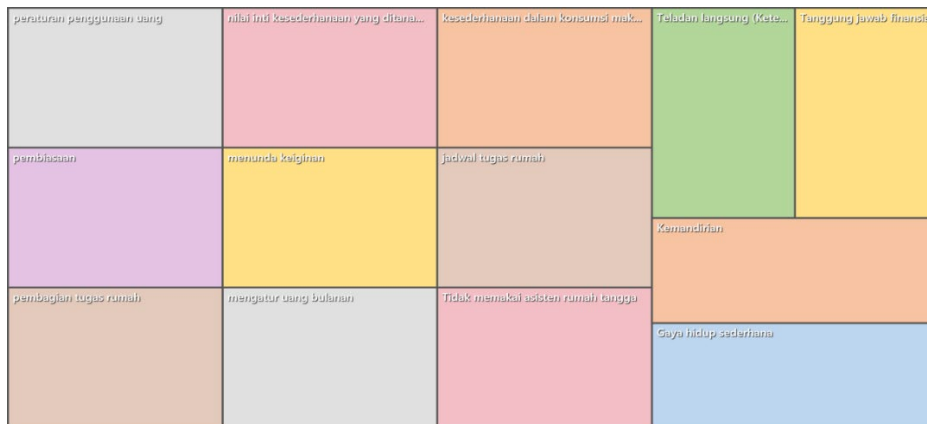 peraturan penggunaan uang
nilai inti kesederhanaan yang ditana...
kesederhanaan dalam konsumsi mak...
Teladan langsung (Kete...
Tanggung jawab finansia
pembiasaan
menunda keiginan
jadwal tugas rumah
Kemandirian
pembagian tugas rumah
mengatur uang bulanan
Tidak memakai asisten rumah tangga
Gaya hidup sederhana